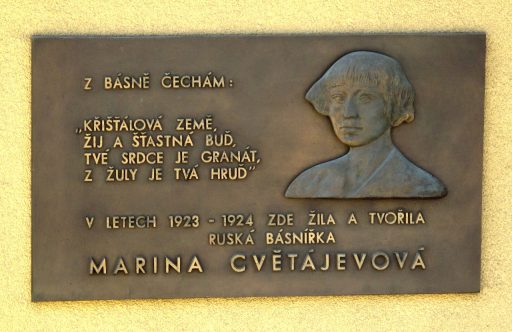 Z BÁSNĚ ČECHÁM:
„KŘIŠŤÁLOVÁ ZEMĚ,
ŽIJ A ŠŤASTNÁ BUĎ,
TVÉ SRDCE JE GRANÁT,
Z ŽULY JE TVÁ HRUĎ”
V LETECH 1923 - 1924 ZDE ŽILA A TVOŘILA
RUSKÁ BÁSNÍŘKA
MARINA CVĚTÁJEVOVÁ